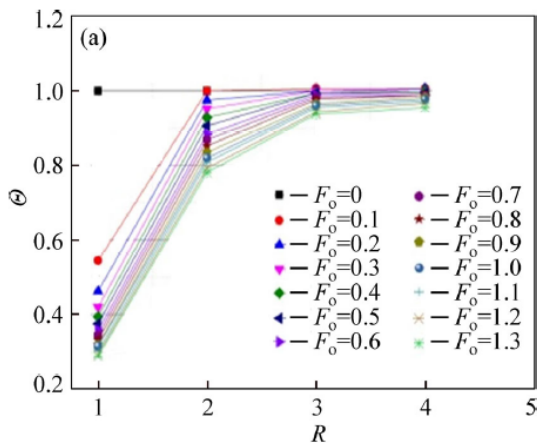 (a)
1.2
1.0
0.8
0.6
0.4
0.2
Θ
— Fo=0 — Fo=0.7
— Fo=0.1 — Fo=0.8
— Fo=0.2 — Fo=0.9
— Fo=0.3 — Fo=1.0
— Fo=0.4 — Fo=1.1
— Fo=0.5 — Fo=1.2
— Fo=0.6 — Fo=1.3
1 2 3 4 5
R